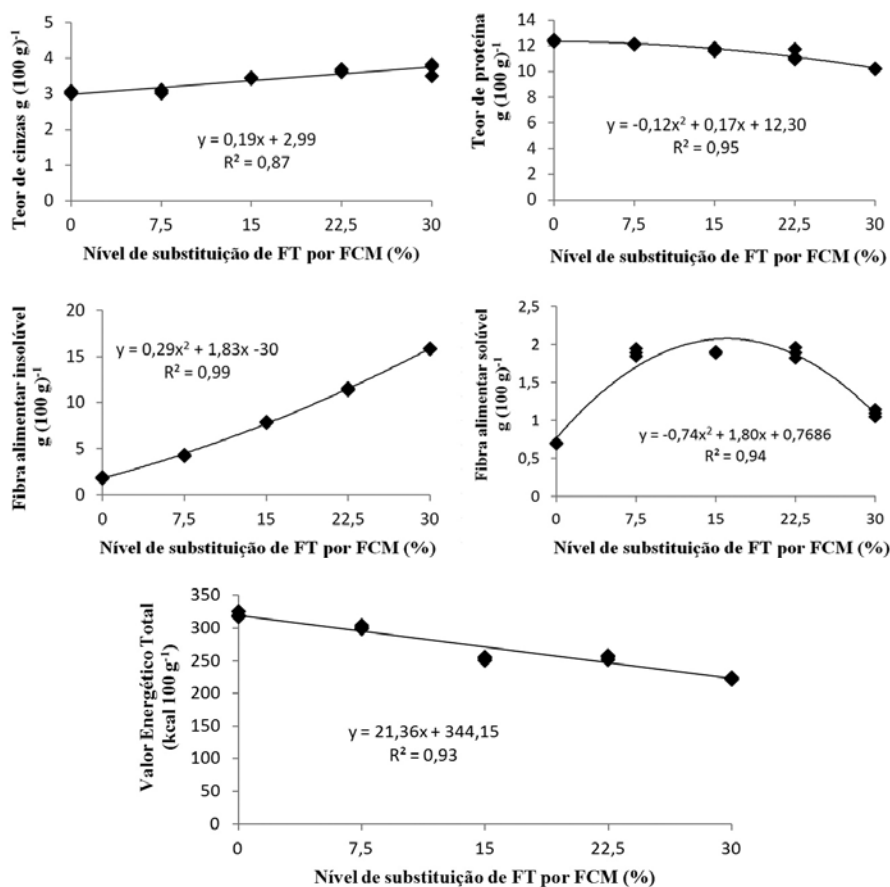 Teor de cinzas g (100 g)⁻¹
5
4
3
2
1
0
y = 0,19x + 2,99
R² = 0,87
0 7,5 15 22,5 30
Nível de substituição de FT por FCM (%)
Teor de proteína
g (100 g)⁻¹
14
12
10
8
6
4
2
0
y = -0,12x² + 0,17x + 12,30
R² = 0,95
0 7,5 15 22,5 30
Nível de substituição de FT por FCM (%)
Fibra alimentar insolúvel
g (100 g)⁻¹
20
15
10
5
0
y = 0,29x² + 1,83x -30
R² = 0,99
0 7,5 15 22,5 30
Nível de substituição de FT por FCM (%)
Fibra alimentar solúvel
g (100 g)⁻¹
2,5
2
1,5
1
0,5
0
y = -0,74x² + 1,80x + 0,7686
R² = 0,94
0 7,5 15 22,5 30
Nível de substituição de FT por FCM (%)
Valor Energético Total
(kcal 100 g⁻¹)
350
300
250
200
150
100
50
0
y = 21,36x + 344,15
R² = 0,93
0 7,5 15 22,5 30
Nível de substituição de FT por FCM (%)